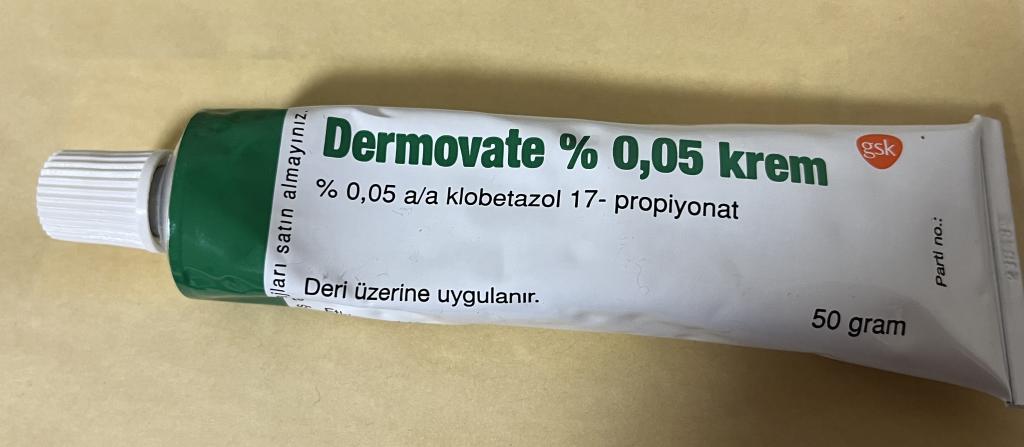 Dermovate % 0,05 krem
gsk
% 0,05 a/a klobetazol 17- propiyonat
Deri üzerine uygulanır.
50 gram
Parti no.:
satın almayınız.